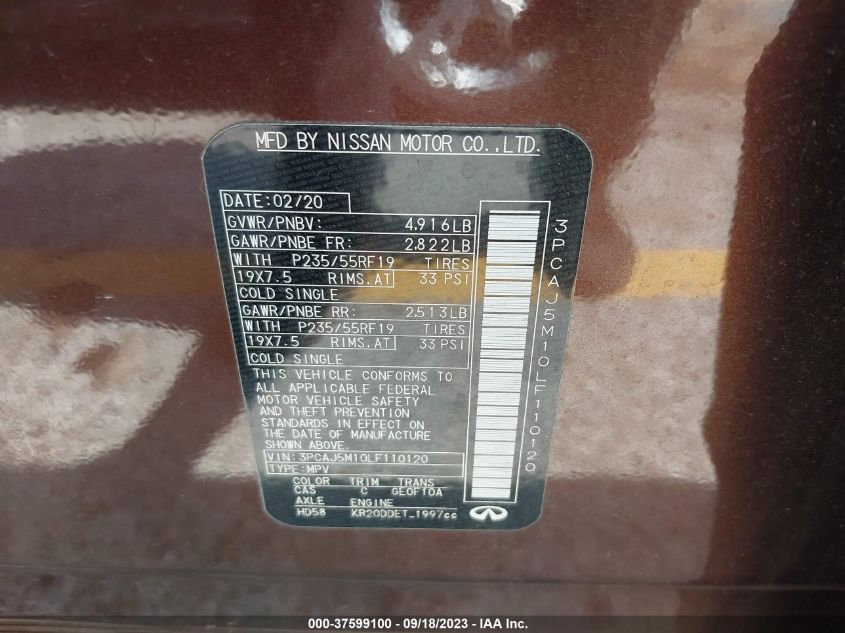 MFD BY NISSAN MOTOR CO.,LTD.
DATE:02/20
GVWR/PNBV: 4,916LB
GAWR/PNBE FR: 2,822LB
WITH P235/55RF19 TIRES
19X7.5 RIMS.AT 33 PSI
COLD SINGLE
GAWR/PNBE RR: 2,513LB
WITH P235/55RF19 TIRES
19X7.5 RIMS.AT 33 PSI
COLD SINGLE
THIS VEHICLE CONFORMS TO
ALL APPLICABLE FEDERAL
MOTOR VEHICLE SAFETY
AND THEFT PREVENTION
STANDARDS IN EFFECT ON
THE DATE OF MANUFACTURE
SHOWN ABOVE.
VIN:3PCAJ5M10LF110120
TYPE:MPV
COLOR TRIM TRANS
CAS C GEOF10A
AXLE ENGINE
HD58 KR20DDET_1997cc
3PCAJ5M10LF110120
000-37599100 - 09/18/2023 - IAA Inc.